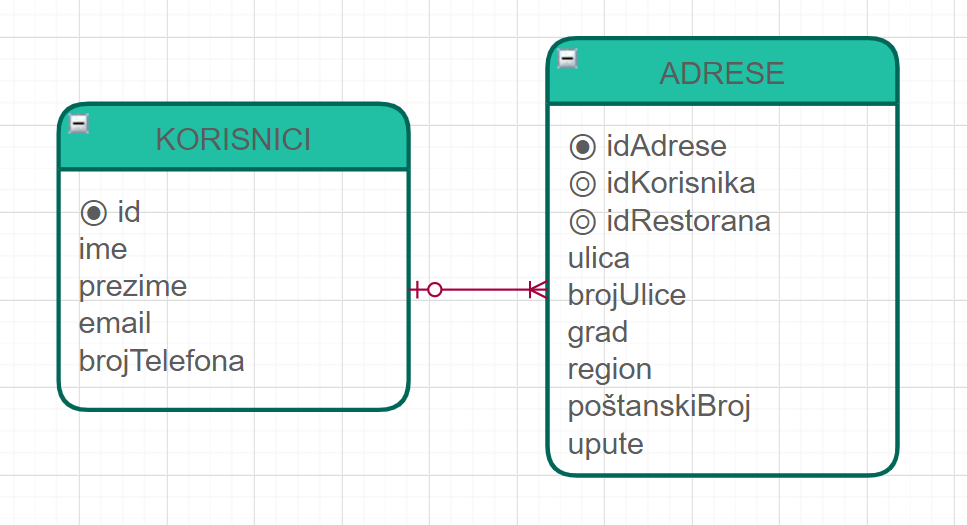 KORISNICI
id
ime
prezime
email
brojTelefona
ADRESE
idAdrese
idKorisnika
idRestorana
ulica
brojUlice
grad
region
poštanskiBroj
upute